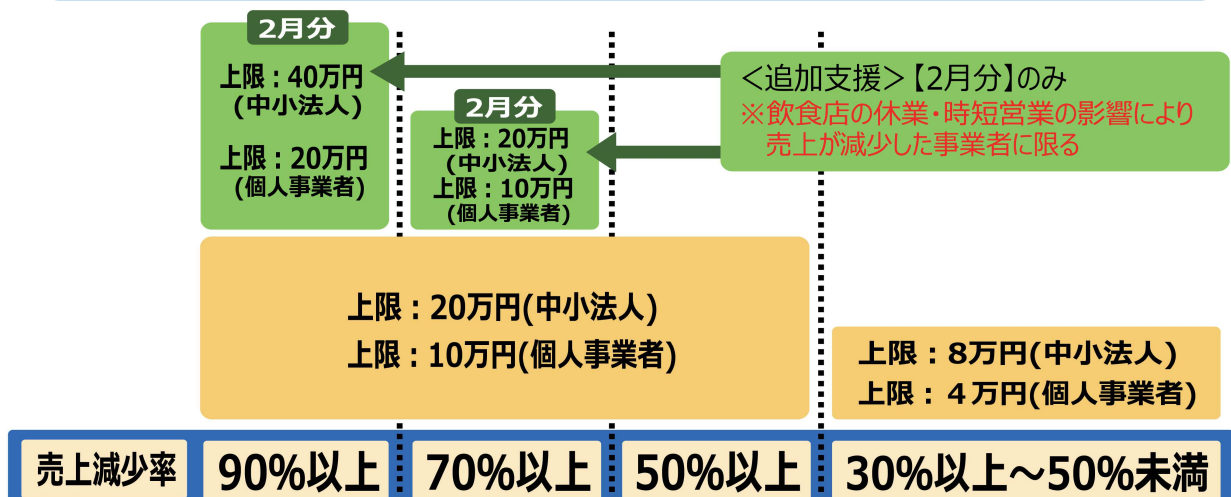 2月分
上限：40万円
(中小法人)
上限：20万円
(個人事業者)
2月分
上限：20万円
(中小法人)
上限：10万円
(個人事業者)
＜追加支援＞【2月分】のみ
※飲食店の休業・時短営業の影響により
売上が減少した事業者に限る
上限：20万円(中小法人)
上限：10万円(個人事業者)
上限：8万円(中小法人)
上限：４万円(個人事業者)
売上減少率
90%以上
70%以上
50%以上
30%以上～50%未満